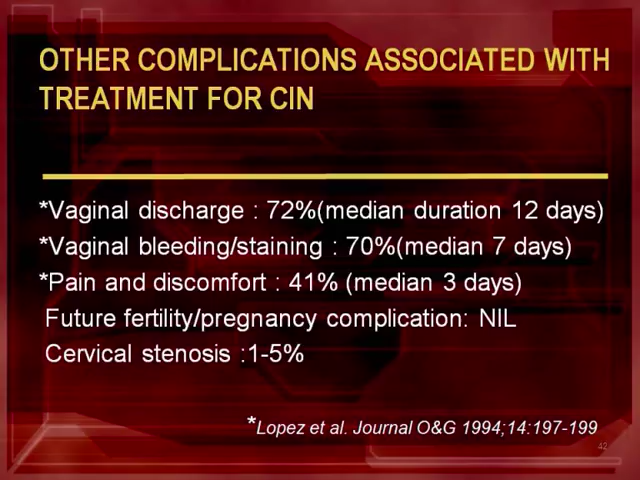 OTHER COMPLICATIONS ASSOCIATED WITH
TREATMENT FOR CIN
*Vaginal discharge : 72%(median duration 12 days)
*Vaginal bleeding/staining : 70%(median 7 days)
*Pain and discomfort : 41% (median 3 days)
Future fertility/pregnancy complication: NIL
Cervical stenosis :1-5%
*Lopez et al. Journal O&G 1994;14:197-199
42